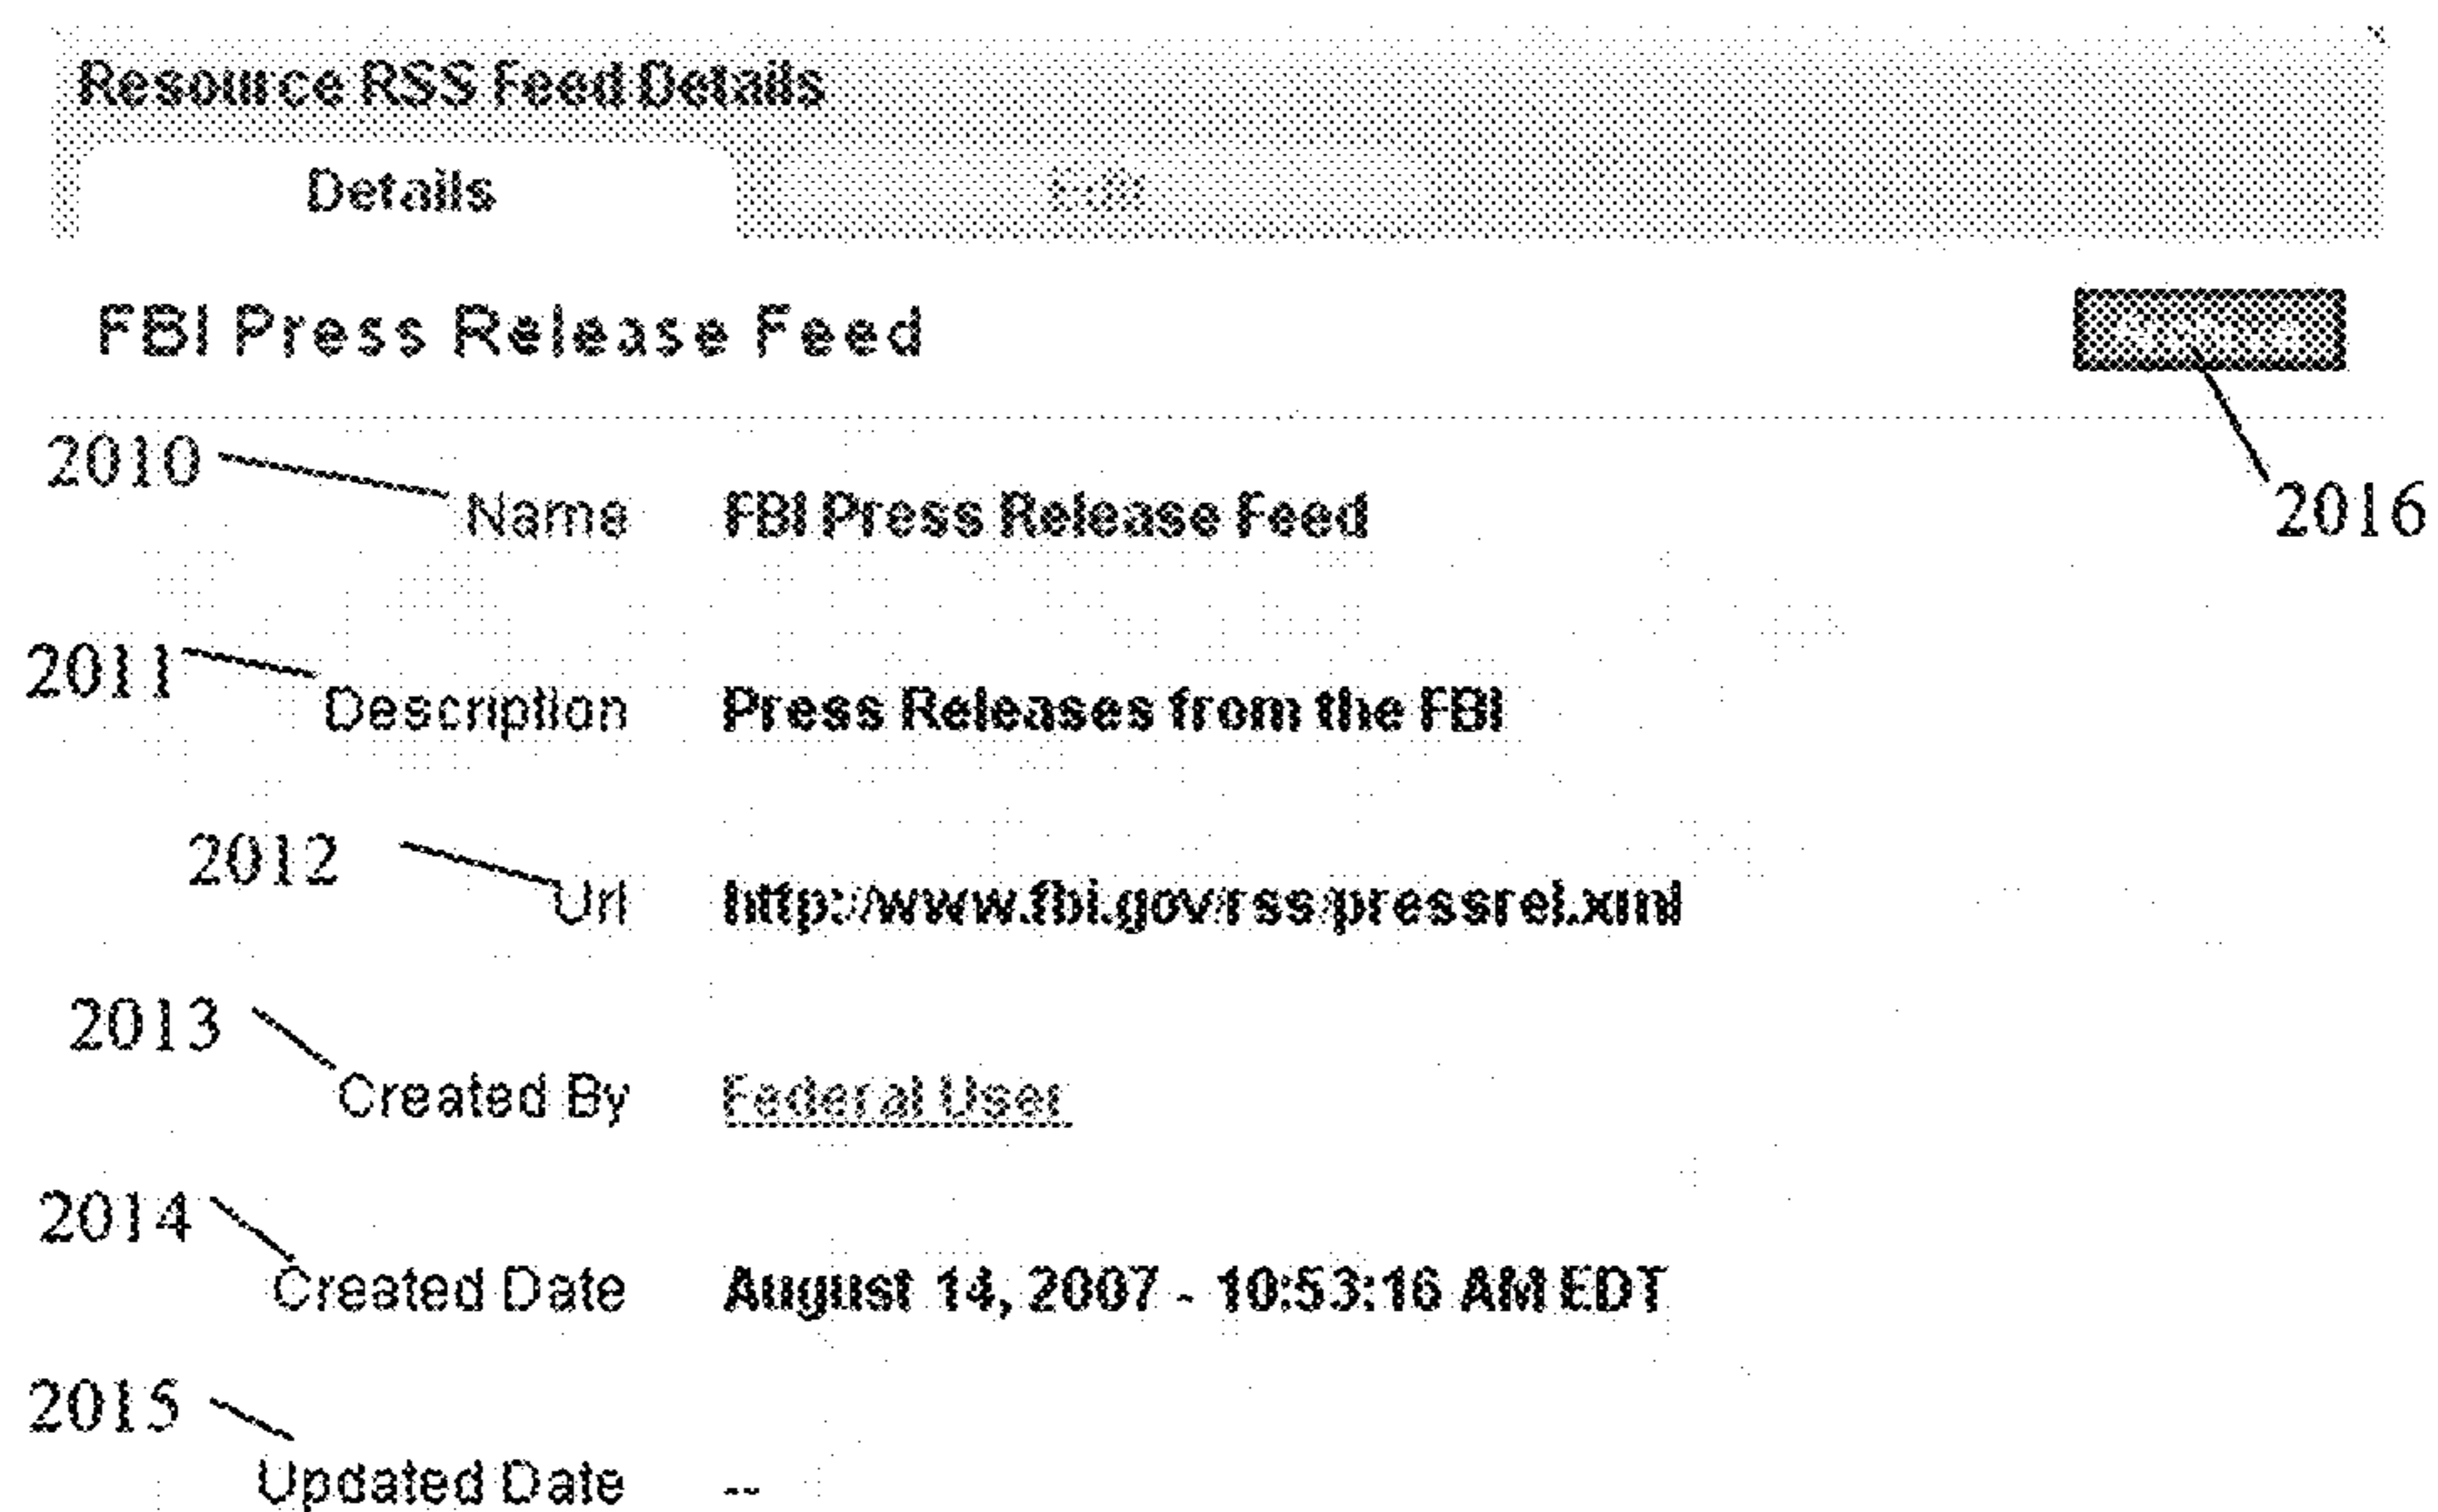 Resource RSS Feed Details
Details Edit
FBI Press Release Feed
2010
Name FBI Press Release Feed
2016
2011
Description Press Releases from the FBI
2012
Url http://www.fbi.gov/rss/pressrel.xml
2013
Created By Federal User
2014
Created Date August 14, 2007 - 10:53:16 AM EDT
2015
Updated Date --